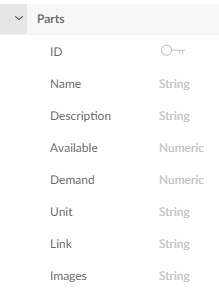 Parts
ID
Name String
Description String
Available Numeric
Demand Numeric
Unit String
Link String
Images String